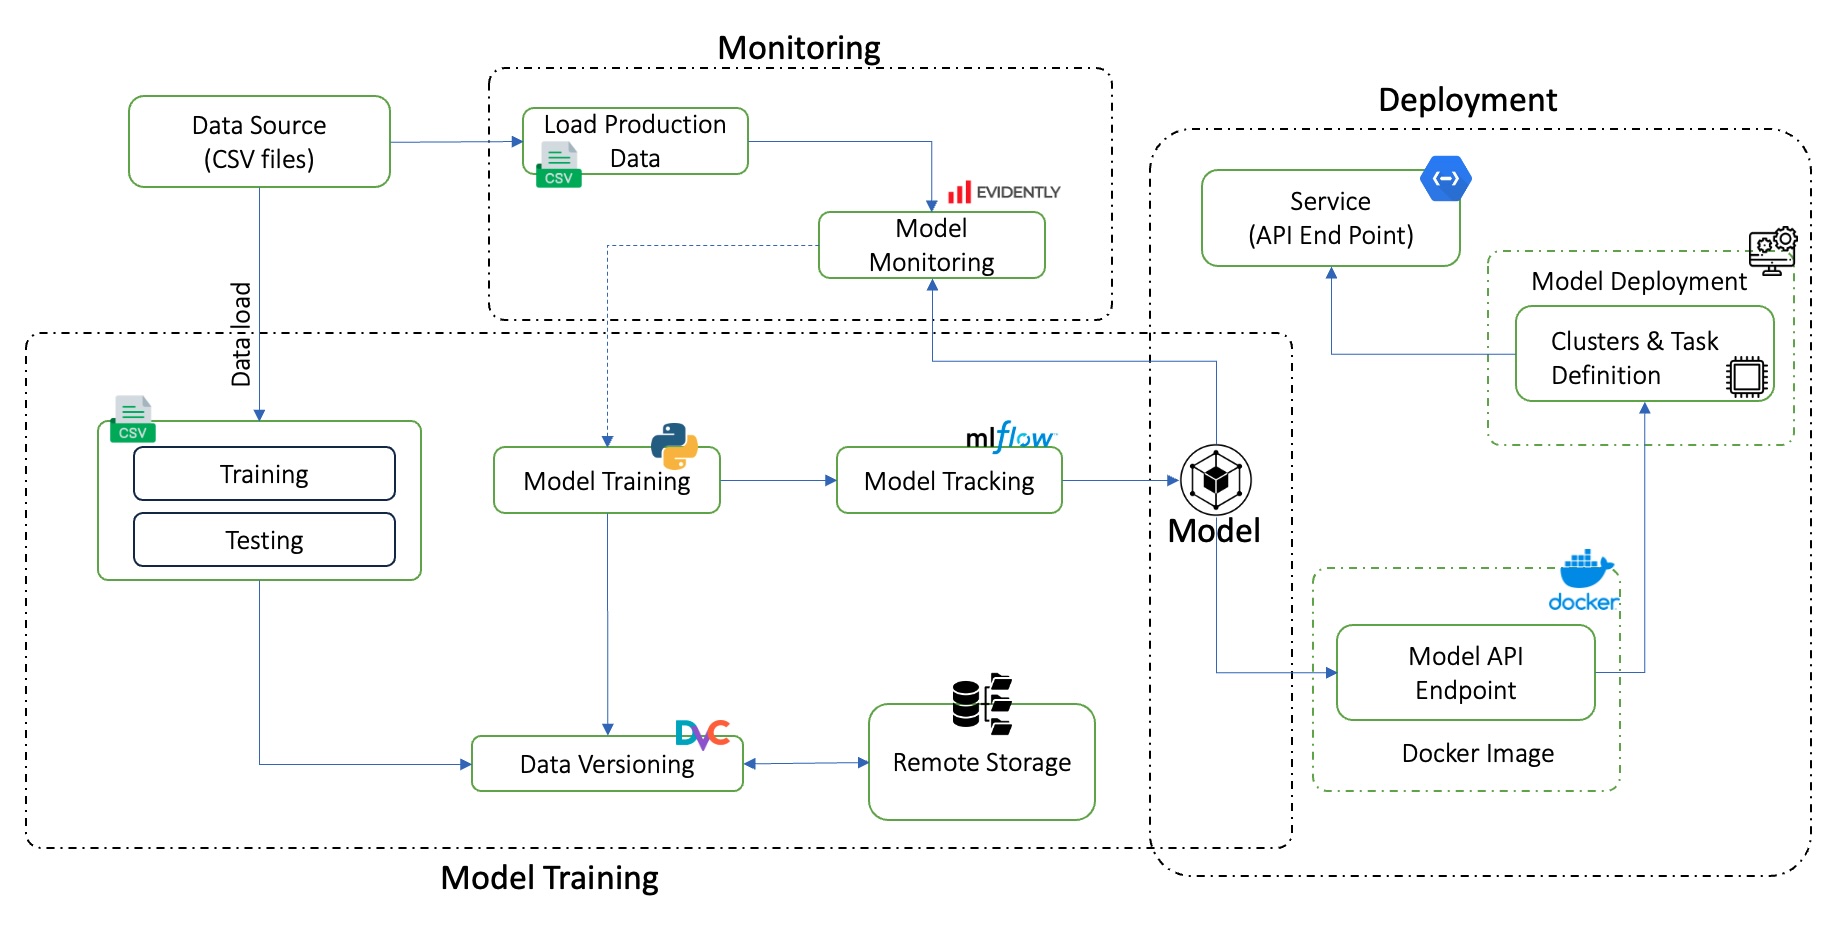 Monitoring
Deployment
Data Source
(CSV files)
Load Production
Data
CSV
EVIDENTLY
Model
Monitoring
Service
(API End Point)
Model Deployment
Clusters & Task
Definition
Data load
CSV
Training
Testing
Model Training
mlflow
Model Tracking
Model
docker
Model API
Endpoint
Docker Image
DVC
Data Versioning
Remote Storage
Model Training